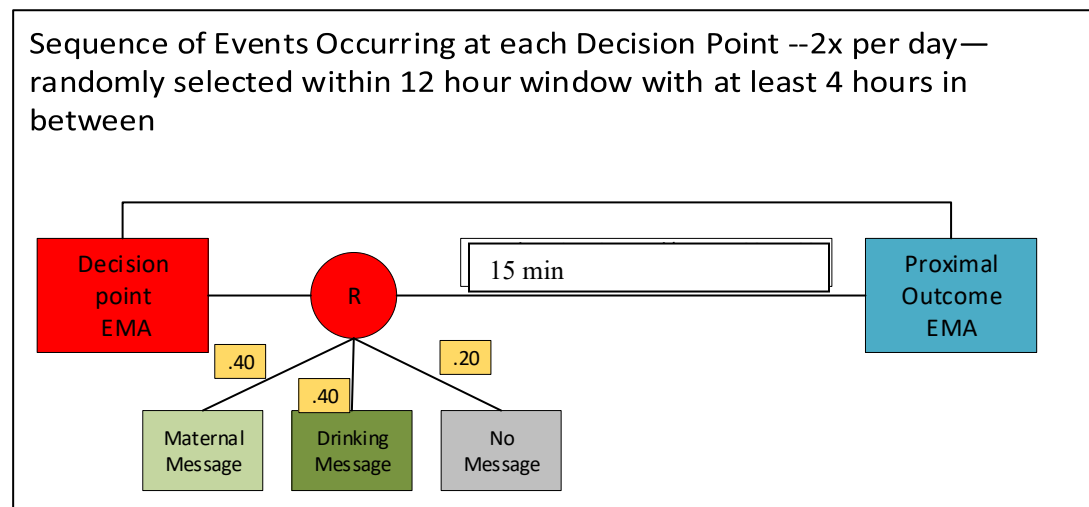 Sequence of Events Occurring at each Decision Point --2x per day—
randomly selected within 12 hour window with at least 4 hours in
between
Decision
point
EMA
R
15 min
Proximal
Outcome
EMA
.40
.40
.20
Maternal
Message
Drinking
Message
No
Message